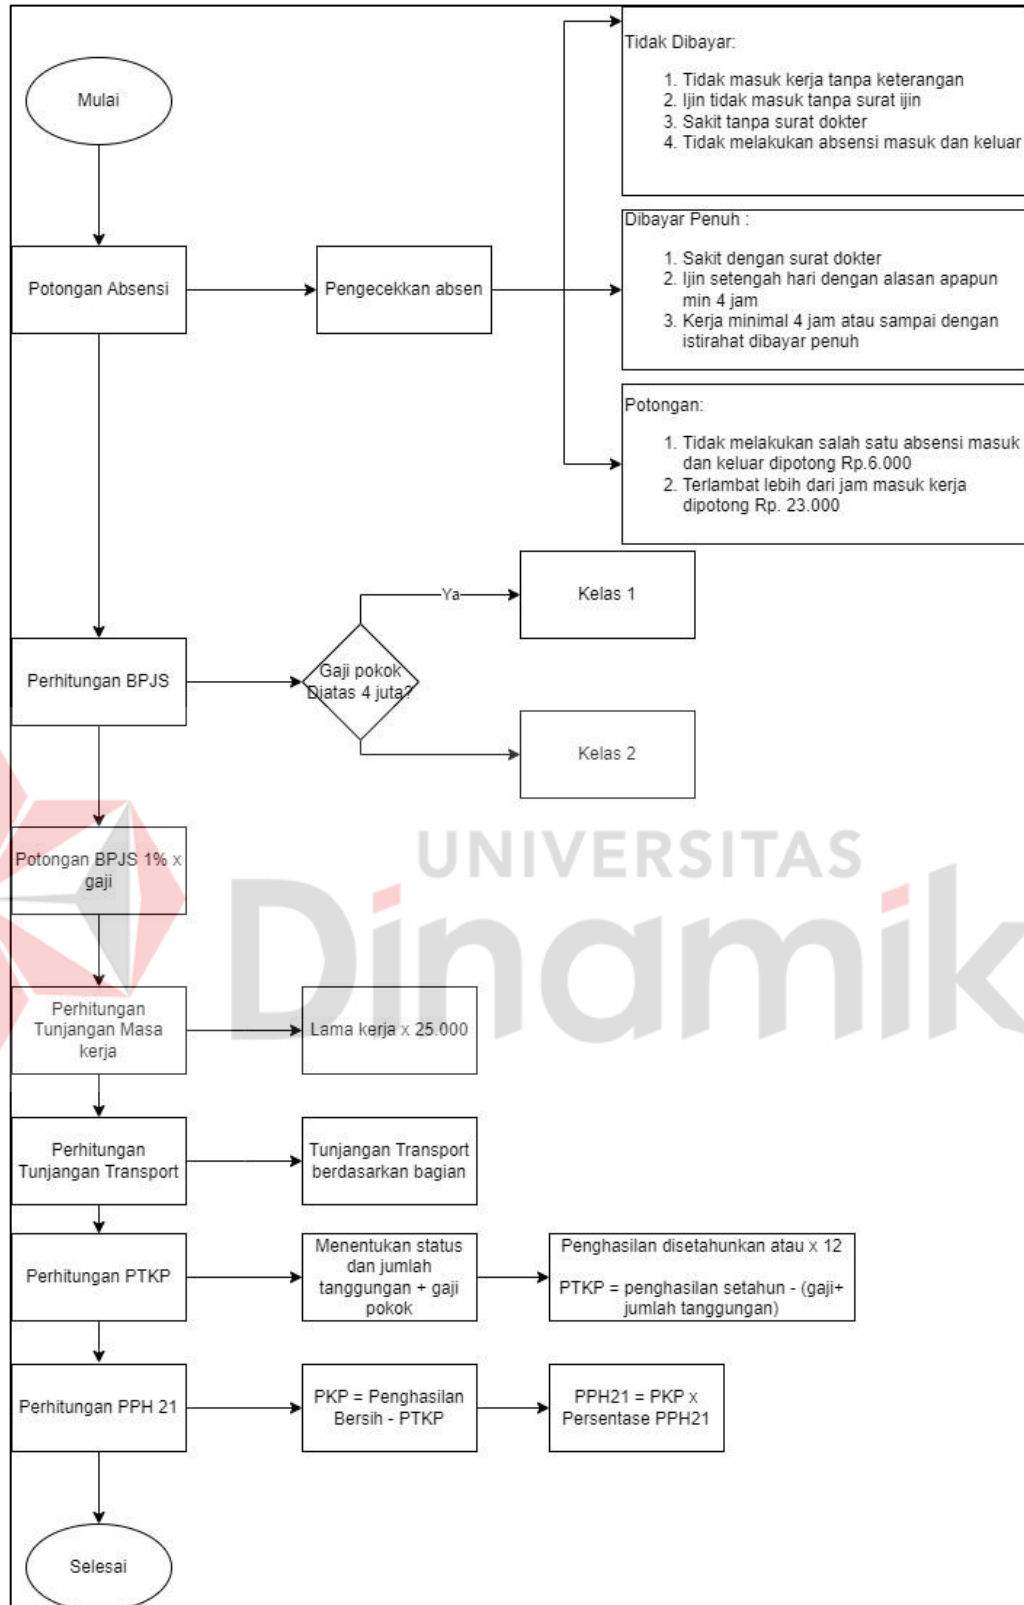 Mulai
Tidak Dibayar:
1. Tidak masuk kerja tanpa keterangan
2. Ijin tidak masuk tanpa surat ijin
3. Sakit tanpa surat dokter
4. Tidak melakukan absensi masuk dan keluar
Potongan Absensi
Pengecekkan absen
Dibayar Penuh :
1. Sakit dengan surat dokter
2. Ijin setengah hari dengan alasan apapun
min 4 jam
3. Kerja minimal 4 jam atau sampai dengan
istirahat dibayar penuh
Potongan:
1. Tidak melakukan salah satu absensi masuk
dan keluar dipotong Rp.6.000
2. Terlambat lebih dari jam masuk kerja
dipotong Rp. 23.000
Perhitungan BPJS
Gaji pokok
Diatas 4 juta?
Ya
Kelas 1
Kelas 2
Potongan BPJS 1% x
gaji
UNIVERSITAS
Dinamik
Perhitungan
Tunjangan Masa
kerja
Lama kerja x 25.000
Perhitungan
Tunjangan Transport
Tunjangan Transport
berdasarkan bagian
Perhitungan PTKP
Menentukan status
dan jumlah
tanggungan + gaji
pokok
Penghasilan disetahunkan atau x 12
PTKP = penghasilan setahun - (gaji+
jumlah tanggungan)
Perhitungan PPH 21
PKP = Penghasilan
Bersih - PTKP
PPH21 = PKP x
Persentase PPH21
Selesai